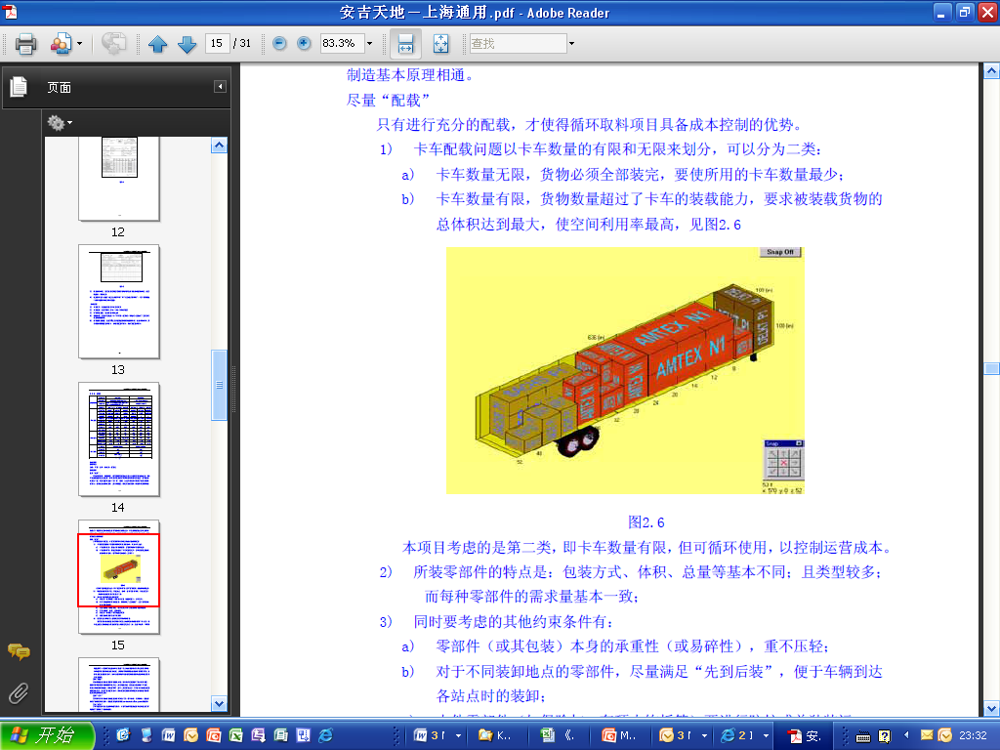 安吉天地－上海通用.pdf - Adobe Reader
15 / 31
83.3%
查找
页面
12
13
14
15
制造基本原理相通。
尽量“配载”
只有进行充分的配载，才使得循环取料项目具备成本控制的优势。
1) 卡车配载问题以卡车数量的有限和无限来划分，可以分为二类：
a) 卡车数量无限，货物必须全部装完，要使所用的卡车数量最少；
b) 卡车数量有限，货物数量超过了卡车的装载能力，要求被装载货物的
总体积达到最大，使空间利用率最高，见图2.6
Snap Off
109 (in)
109 (in)
636 (in)
AMTEX N1
AMTEX N1
8
12
16
20
24
28
32
48
52
Snap
53 ft
x: 570 y: 0 z: 52
图2.6
本项目考虑的是第二类，即卡车数量有限，但可循环使用，以控制运营成本。
2) 所装零部件的特点是：包装方式、体积、总量等基本不同；且类型较多；
而每种零部件的需求量基本一致；
3) 同时要考虑的其他约束条件有：
a) 零部件（或其包装）本身的承重性（或易碎性），重不压轻；
b) 对于不同装卸地点的零部件，尽量满足“先到后装”，便于车辆到达
各站点时的装卸；
开始
3 1
K..
《.
M..
3 1
2 1
安.
23:32